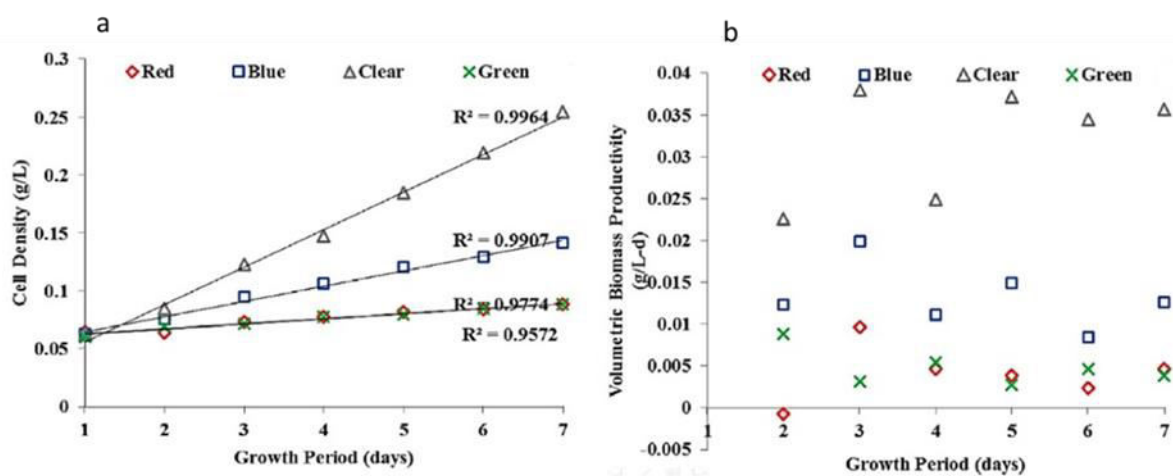 a
0.3
Red Blue Clear Green
0.25
R² = 0.9964
0.2
0.15
R² = 0.9907
0.1
R² = 0.9774
0.05
R² = 0.9572
0
1 2 3 4 5 6 7
Cell Density (g/L)
Growth Period (days)
b
0.04
Red Blue Clear Green
0.035
0.03
0.025
0.02
0.015
0.01
0.005
0
-0.005
1 2 3 4 5 6 7
Volumetric Biomass Productivity
(g/L-d)
Growth Period (days)